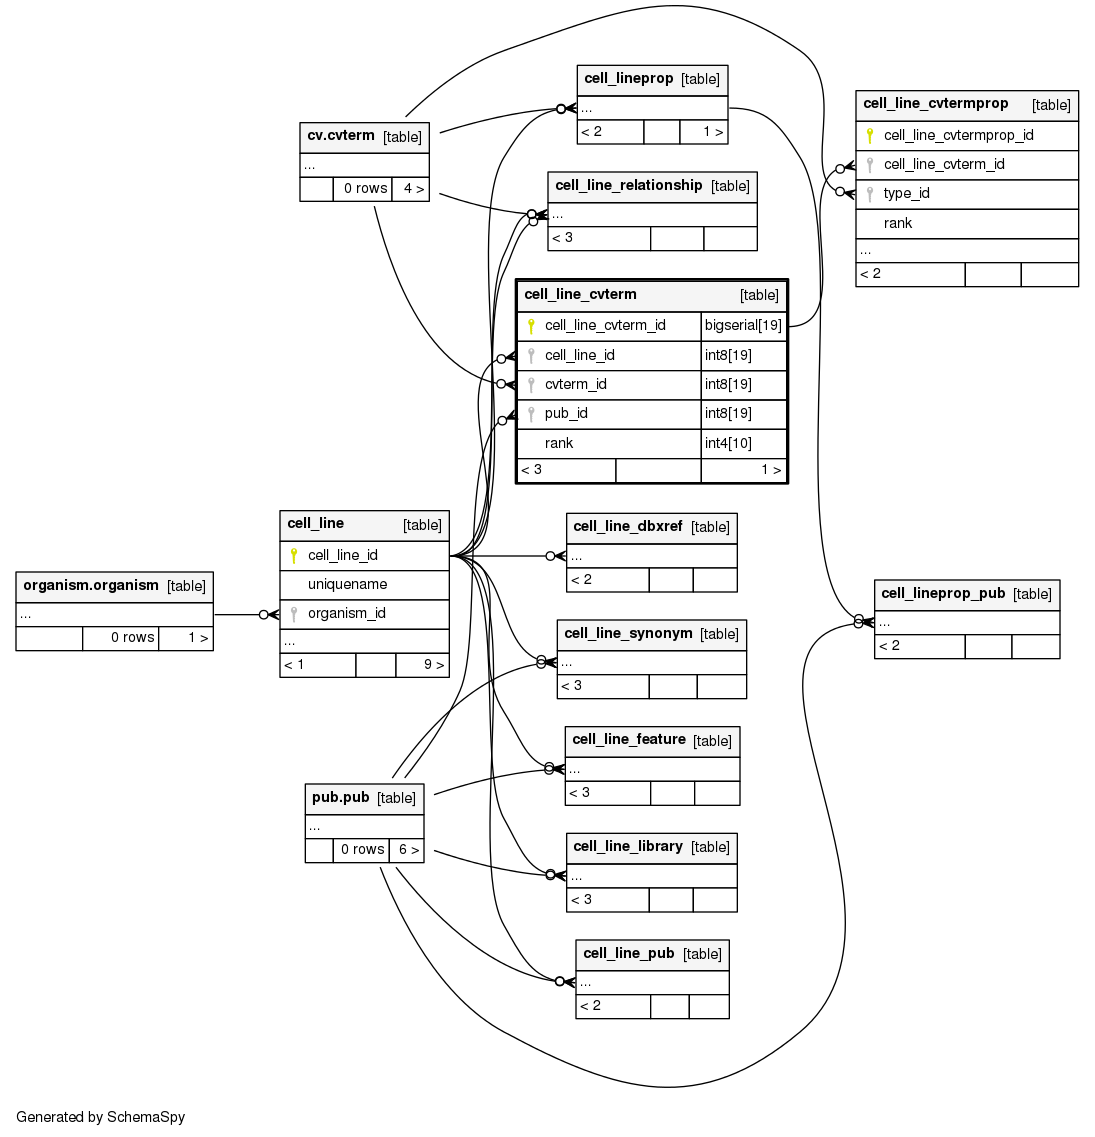 cell_lineprop [table]
...
< 2 1 >
cell_line_cvtermprop [table]
cell_line_cvtermprop_id
cell_line_cvterm_id
type_id
rank
...
< 2
cv.cvterm [table]
...
0 rows 4 >
cell_line_relationship [table]
...
< 3
cell_line_cvterm [table]
cell_line_cvterm_id bigserial[19]
cell_line_id int8[19]
cvterm_id int8[19]
pub_id int8[19]
rank int4[10]
< 3 1 >
cell_line [table]
cell_line_id
uniquename
organism_id
...
< 1 9 >
cell_line_dbxref [table]
...
< 2
organism.organism [table]
...
0 rows 1 >
cell_lineprop_pub [table]
...
< 2
cell_line_synonym [table]
...
< 3
cell_line_feature [table]
...
< 3
pub.pub [table]
...
0 rows 6 >
cell_line_library [table]
...
< 3
cell_line_pub [table]
...
< 2
Generated by SchemaSpy